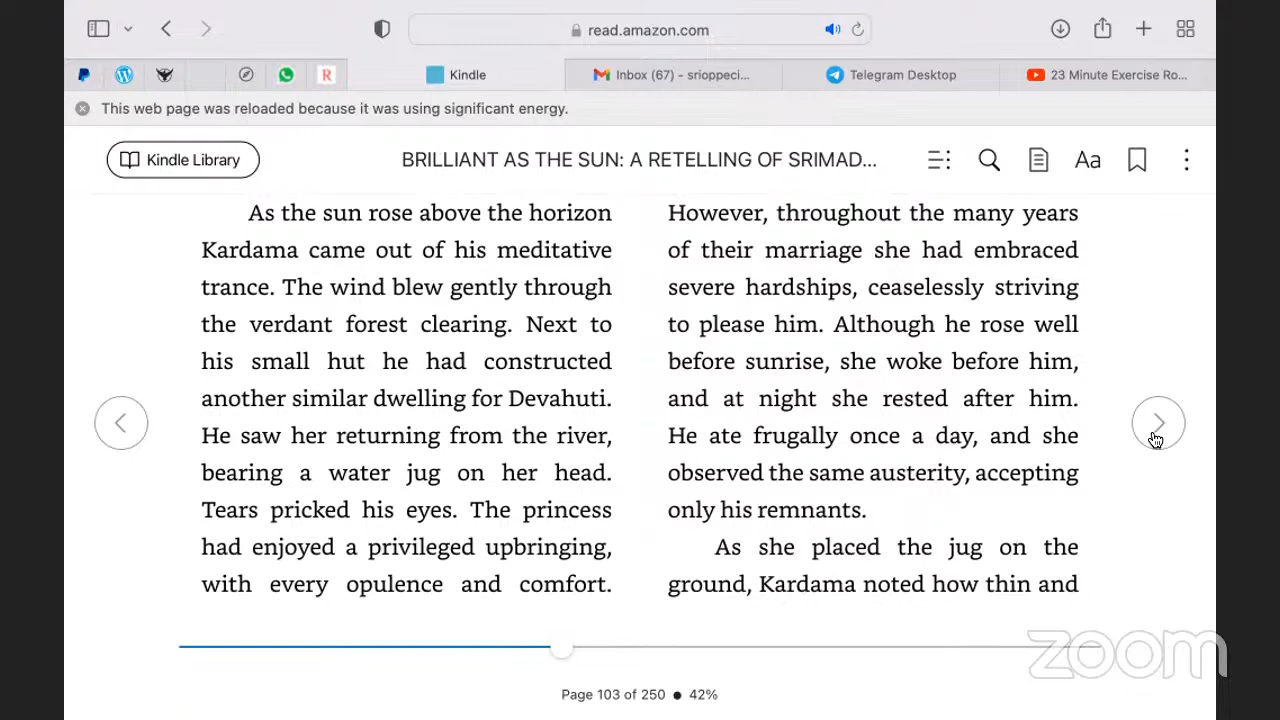 read.amazon.com
R
Kindle
Inbox (67) - srioppeci...
Telegram Desktop
23 Minute Exercise Ro...
This web page was reloaded because it was using significant energy.
Kindle Library
BRILLIANT AS THE SUN: A RETELLING OF SRIMAD...
Aa
As the sun rose above the horizon
Kardama came out of his meditative
trance. The wind blew gently through
the verdant forest clearing. Next to
his small hut he had constructed
another similar dwelling for Devahuti.
He saw her returning from the river,
bearing a water jug on her head.
Tears pricked his eyes. The princess
had enjoyed a privileged upbringing,
with every opulence and comfort.
However, throughout the many years
of their marriage she had embraced
severe hardships, ceaselessly striving
to please him. Although he rose well
before sunrise, she woke before him,
and at night she rested after him.
He ate frugally once a day, and she
observed the same austerity, accepting
only his remnants.
As she placed the jug on the
ground, Kardama noted how thin and
Page 103 of 250 ● 42%
zoom